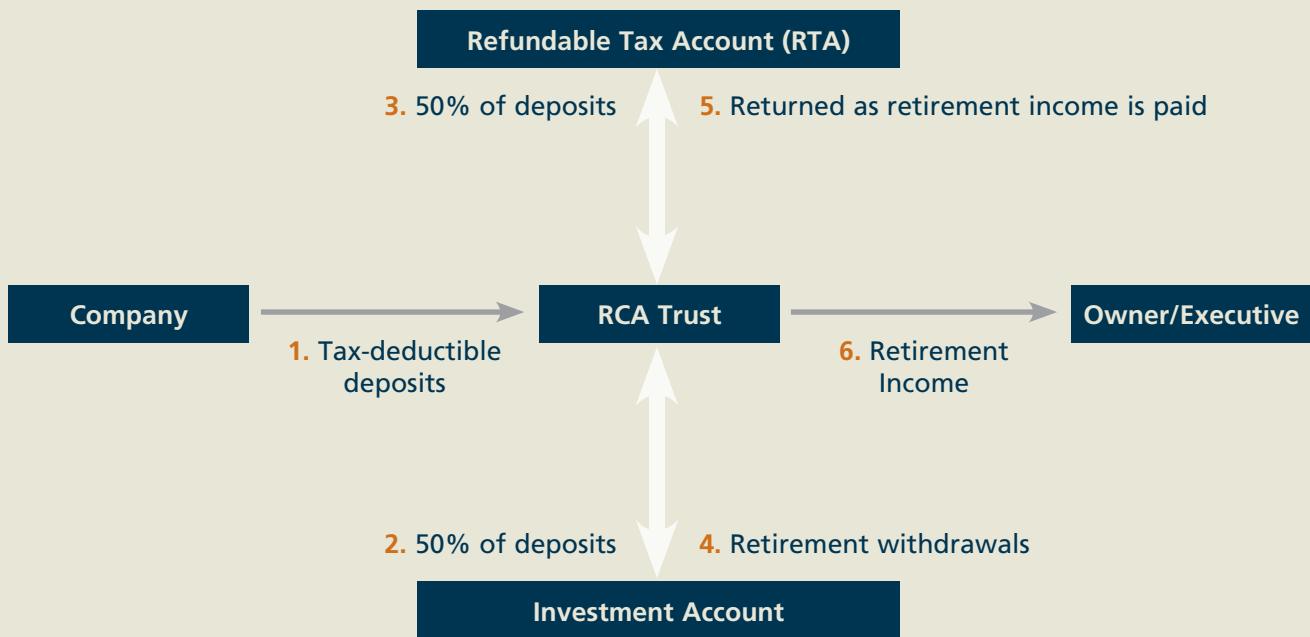 Refundable Tax Account (RTA)
3. 50% of deposits
5. Returned as retirement income is paid
Company
RCA Trust
Owner/Executive
1. Tax-deductible
deposits
6. Retirement
Income
2. 50% of deposits
4. Retirement withdrawals
Investment Account